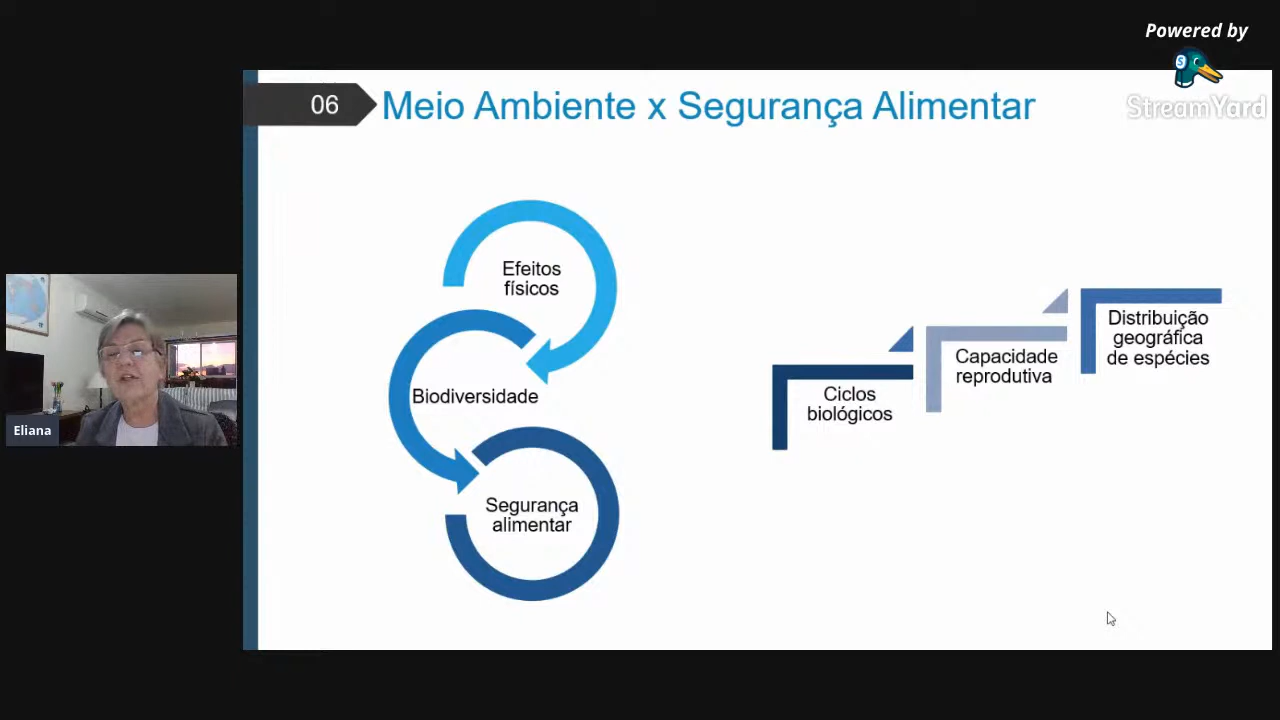 Powered by
StreamYard
06
Meio Ambiente x Segurança Alimentar
Efeitos
físicos
Biodiversidade
Segurança
alimentar
Ciclos
biológicos
Capacidade
reprodutiva
Distribuição
geográfica
de espécies
Eliana